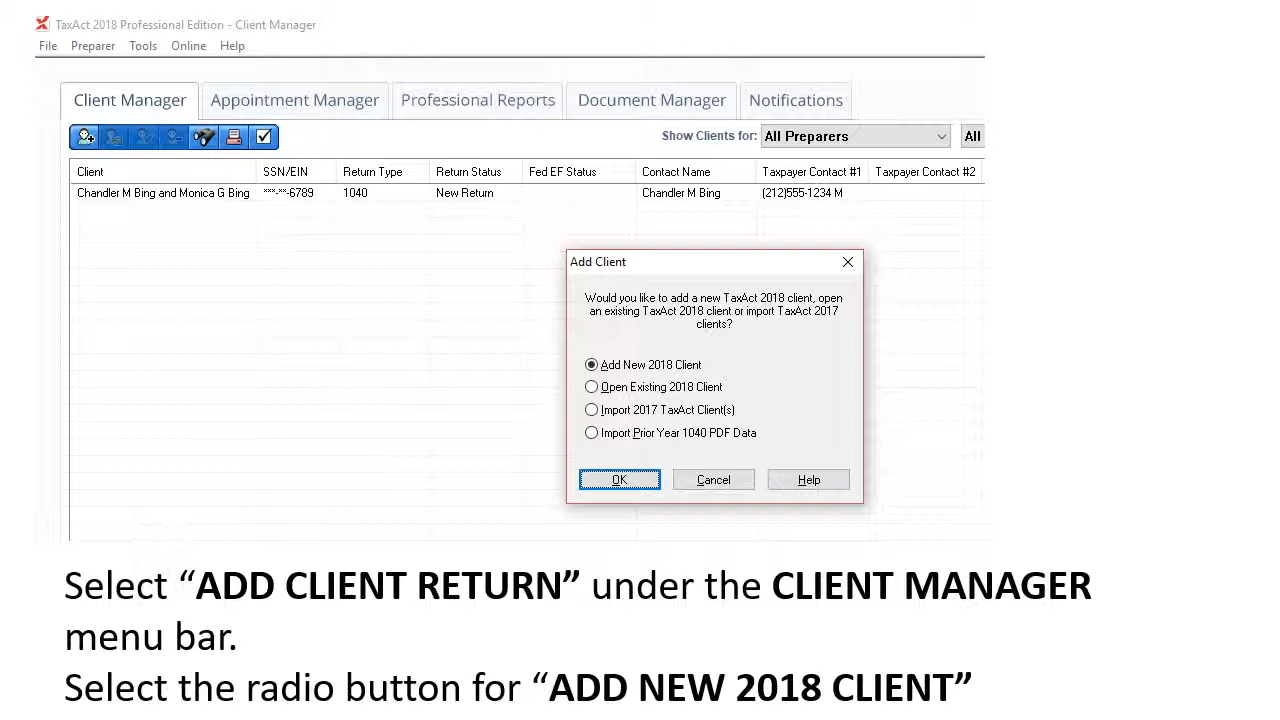 TaxAct 2018 Professional Edition - Client Manager
File Preparer Tools Online Help
Client Manager Appointment Manager Professional Reports Document Manager Notifications
Show Clients for: All Preparers All
Client SSN/EIN Return Type Return Status Fed EF Status Contact Name Taxpayer Contact #1 Taxpayer Contact #2
Chandler M Bing and Monica G Bing ***-**-6789 1040 New Return Chandler M Bing (212)555-1234 M
Add Client
Would you like to add a new TaxAct 2018 client, open
an existing TaxAct 2018 client or import TaxAct 2017
clients?
Add New 2018 Client
Open Existing 2018 Client
Import 2017 TaxAct Client(s)
Import Prior Year 1040 PDF Data
OK Cancel Help
Select “ADD CLIENT RETURN” under the CLIENT MANAGER
menu bar.
Select the radio button for “ADD NEW 2018 CLIENT”